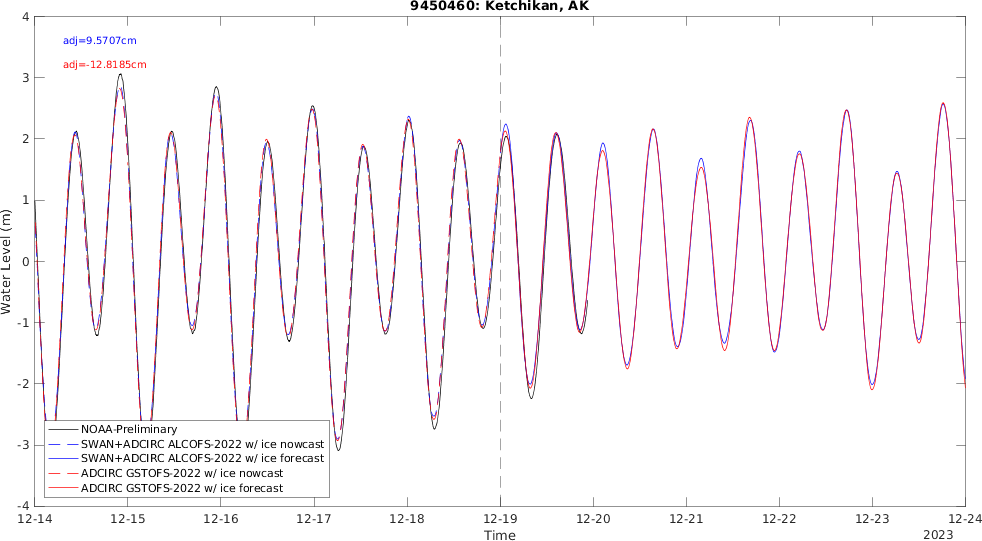 9450460: Ketchikan, AK
adj=9.5707cm
adj=-12.8185cm
Water Level (m)
4
3
2
1
0
-1
-2
-3
-4
NOAA-Preliminary
SWAN+ADCIRC ALCOFS-2022 w/ ice nowcast
SWAN+ADCIRC ALCOFS-2022 w/ ice forecast
ADCIRC GSTOFS-2022 w/ ice nowcast
ADCIRC GSTOFS-2022 w/ ice forecast
12-14 12-15 12-16 12-17 12-18 12-19 12-20 12-21 12-22 12-23 12-24
Time
2023